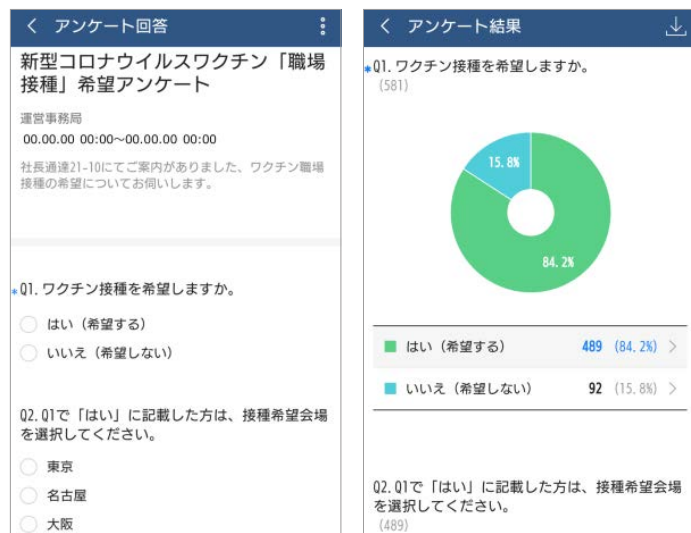 アンケート回答
新型コロナウイルスワクチン「職場
接種」希望アンケート
運営事務局
00.00.00 00:00~00.00.00 00:00
社長通達21-10にてご案内がありました、ワクチン職場
接種の希望についてお伺いします。
*Q1. ワクチン接種を希望しますか。
はい（希望する）
いいえ（希望しない）
Q2.Q1で「はい」に記載した方は、接種希望会場
を選択してください。
東京
名古屋
大阪
アンケート結果
*Q1. ワクチン接種を希望しますか。
(581)
15.8%
84.2%
はい（希望する） 489 (84.2%)
いいえ（希望しない） 92 (15.8%)
Q2.Q1で「はい」に記載した方は、接種希望会場
を選択してください。
(489)